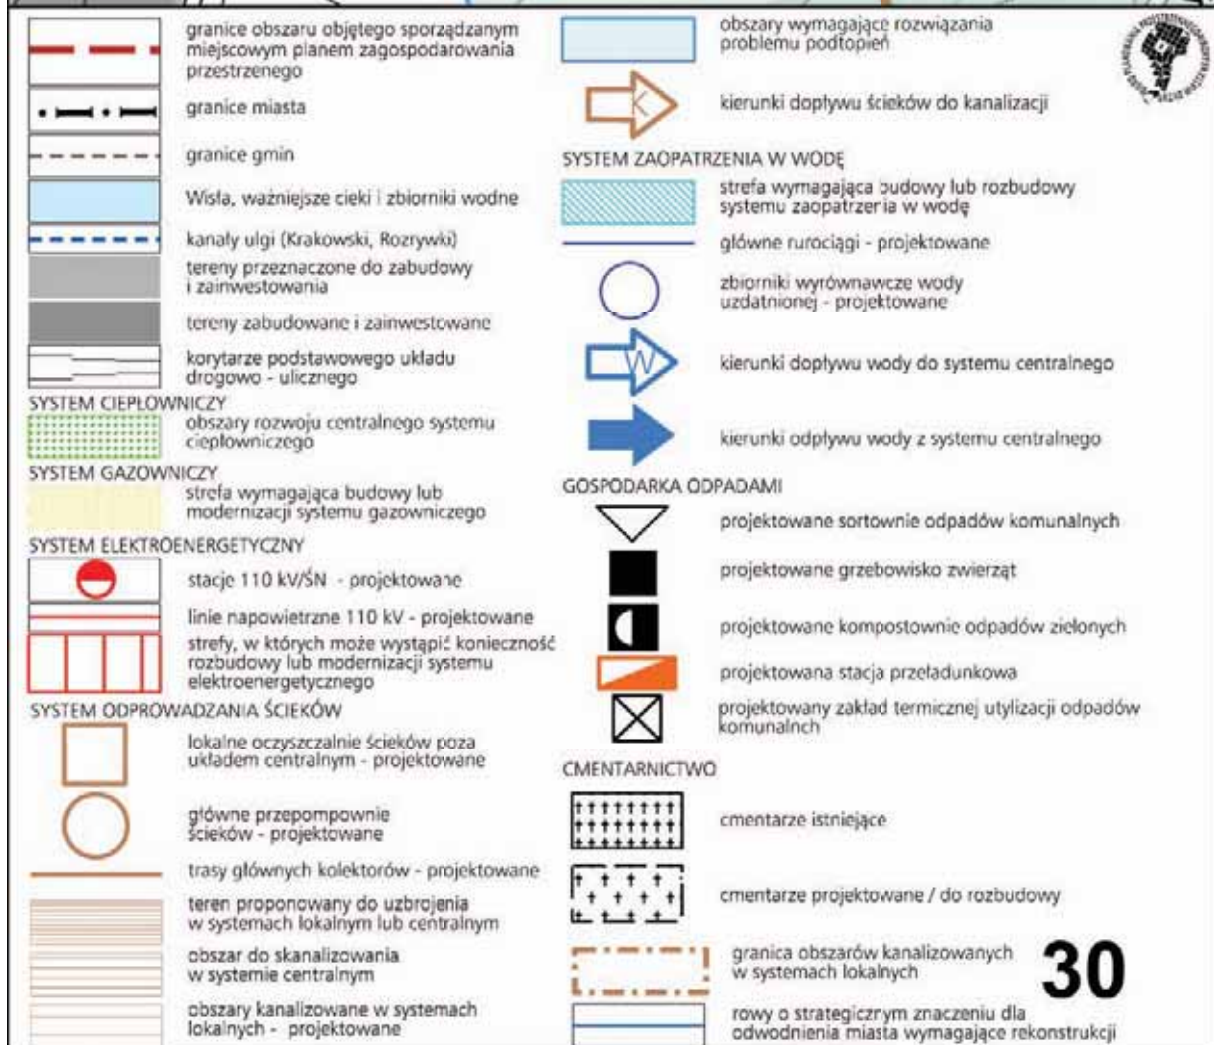 granice obszaru objętego sporządzanym
miejscowym planem zagospodarowania
przestrzenego
granice miasta
granice gmin
Wisła, ważniejsze cieki i zbiorniki wodne
kanały ulgi (Krakowski, Rozrywki)
tereny przeznaczone do zabudowy
i zainwestowania
tereny zabudowane i zainwestowane
korytarze podstawowego układu
drogowo - ulicznego
SYSTEM CIEPŁOWNICZY
obszary rozwoju centralnego systemu
ciepłowniczego
SYSTEM GAZOWNICZY
strefa wymagająca budowy lub
modernizacji systemu gazowniczego
SYSTEM ELEKTROENERGETYCZNY
stacje 110 kV/ŚN - projektowane
linie napowietrzne 110 kV - projektowane
strefy, w których może wystąpić konieczność
rozbudowy lub modernizacji systemu
elektroenergetycznego
SYSTEM ODPROWADZANIA ŚCIEKÓW
lokalne oczyszczalnie ścieków poza
układem centralnym - projektowane
główne przepompownie
ścieków - projektowane
trasy głównych kolektorów - projektowane
teren proponowany do uzbrojenia
w systemach lokalnym lub centralnym
obszar do skanalizowania
w systemie centralnym
obszary kanalizowane w systemach
lokalnych - projektowane
obszary wymagające rozwiązania
problemu podtopień
K
kierunki dopływu ścieków do kanalizacji
SYSTEM ZAOPATRZENIA W WODĘ
strefa wymagająca budowy lub rozbudowy
systemu zaopatrzenia w wodę
główne rurociągi - projektowane
zbiorniki wyrównawcze wody
uzdatnionej - projektowane
W
kierunki dopływu wody do systemu centralnego
kierunki odpływu wody z systemu centralnego
GOSPODARKA ODPADAMI
projektowane sortownie odpadów komunalnych
projektowane grzebowisko zwierząt
projektowane kompostownie odpadów zielonych
projektowana stacja przeładunkowa
projektowany zakład termicznej utylizacji odpadów
komunalnch
CMENTARNICTWO
cmentarze istniejące
cmentarze projektowane / do rozbudowy
granica obszarów kanalizowanych
w systemach lokalnych
30
rowy o strategicznym znaczeniu dla
odwodnienia miasta wymagające rekonstrukcji